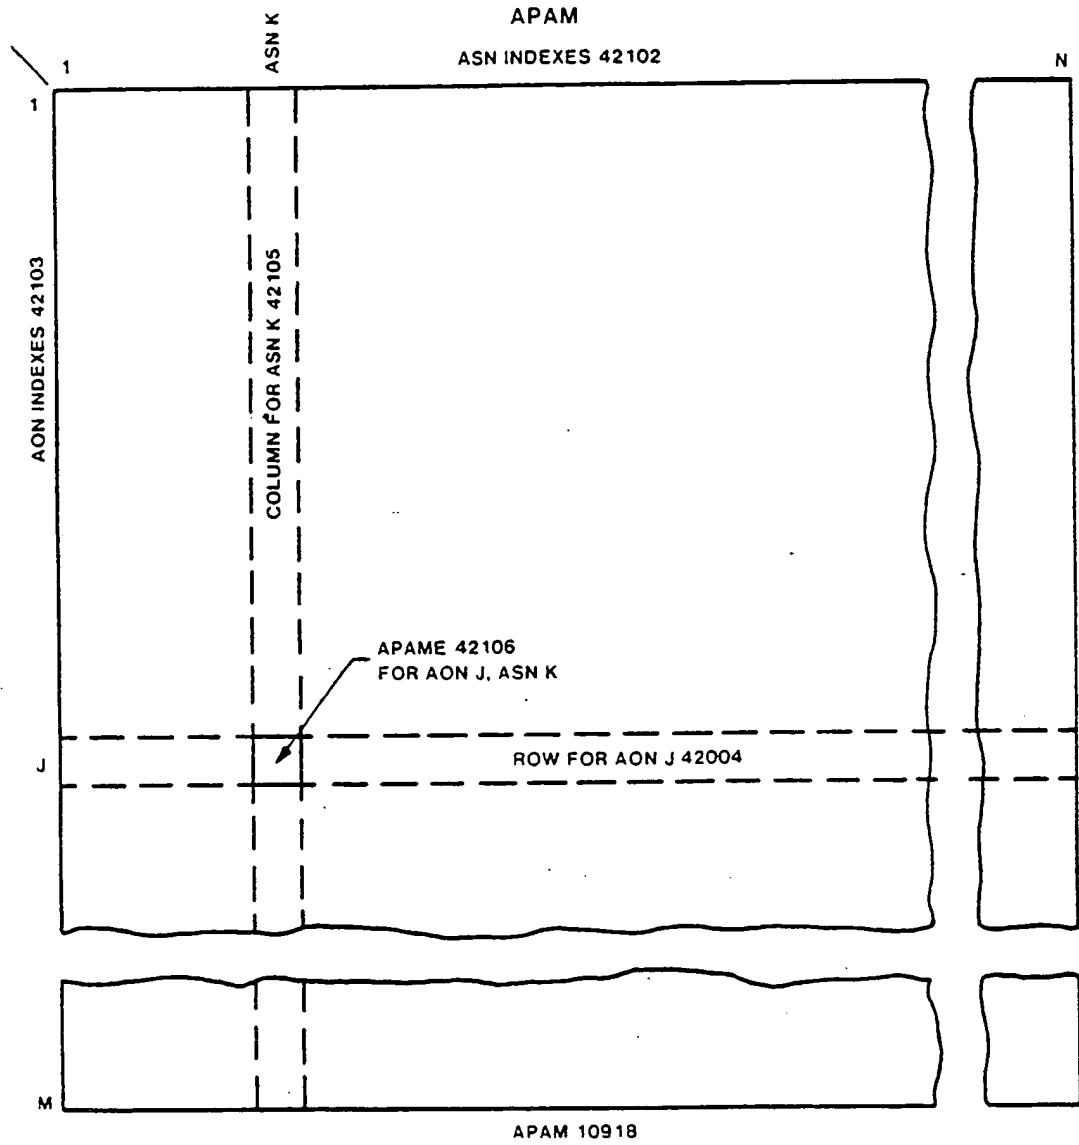 APAM
ASN K
ASN INDEXES 42102
1
N
1
AON INDEXES 42103
COLUMN FOR ASN K 42105
APAME 42106
FOR AON J, ASN K
J
ROW FOR AON J 42004
M
APAM 10918